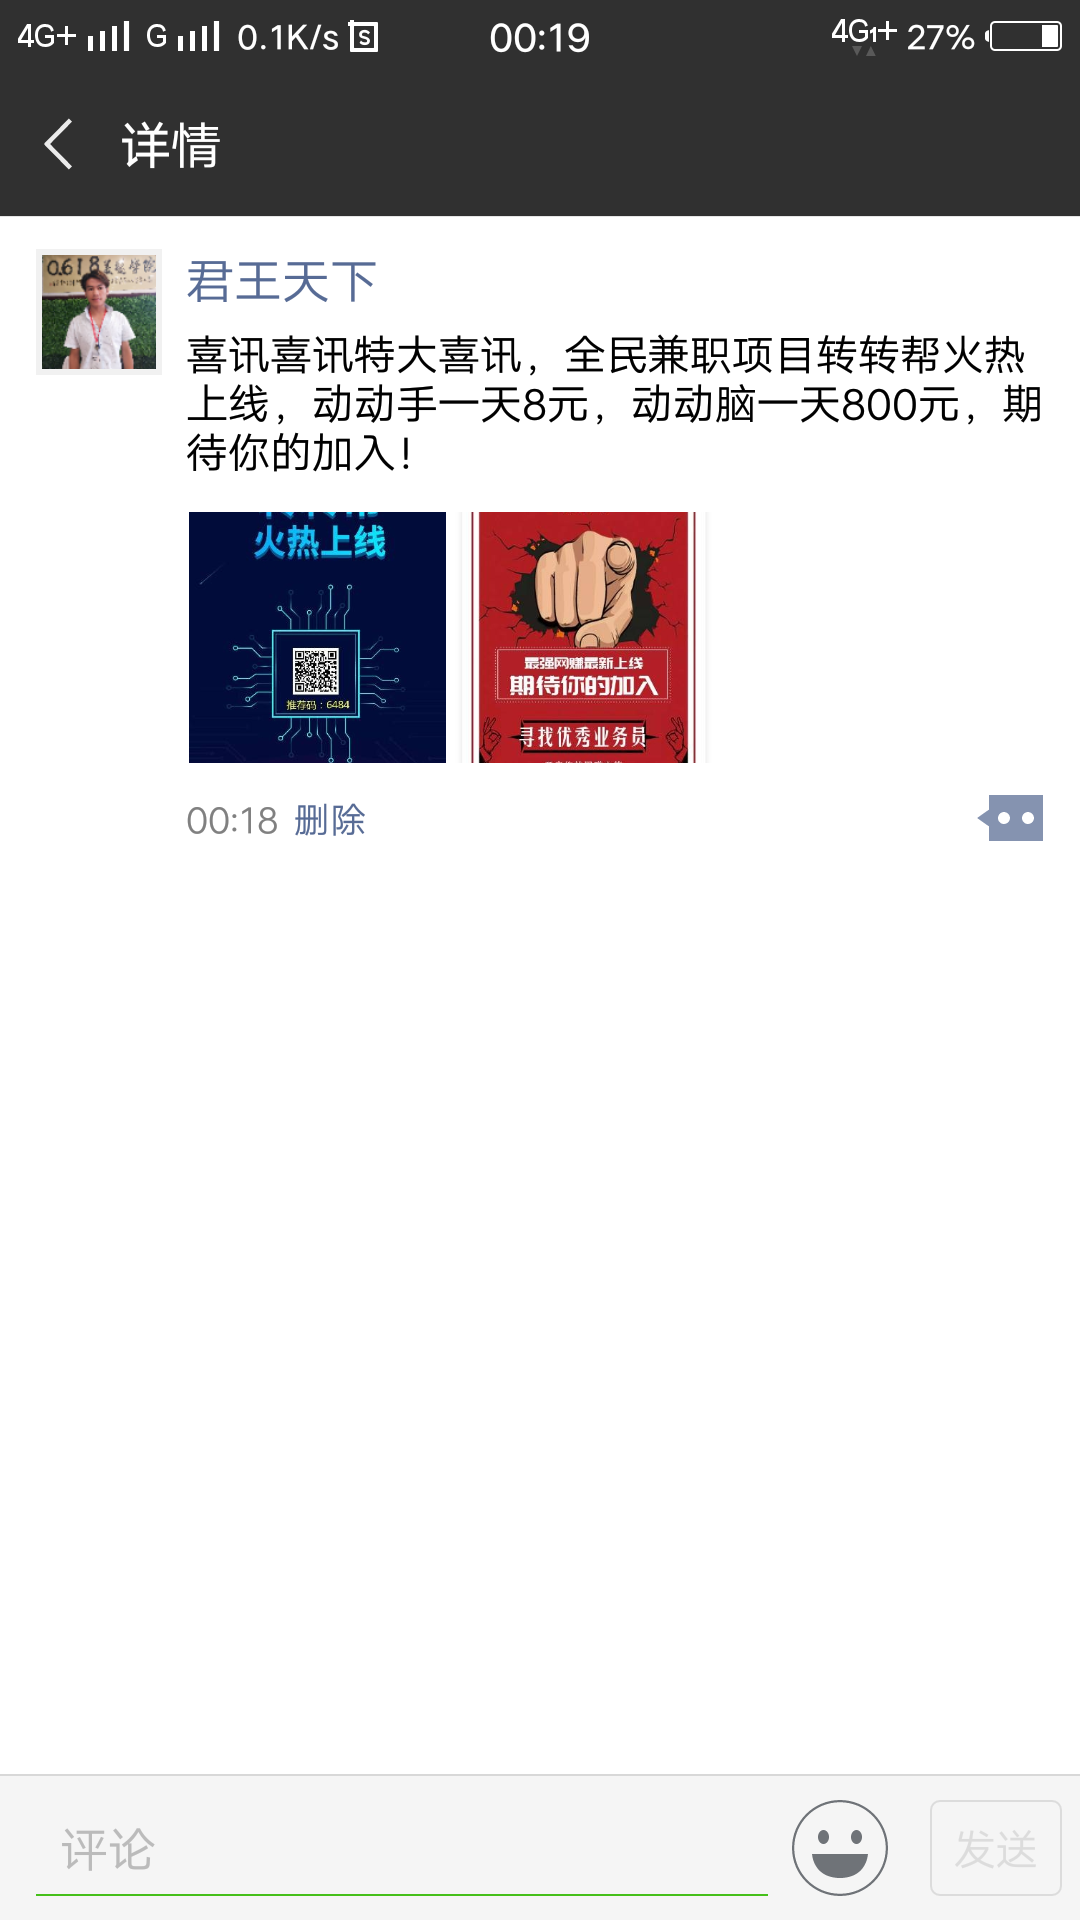 4G+ G 0.1K/s 00:19 4G1+ 27%
详情
君王天下
喜讯喜讯特大喜讯，全民兼职项目转转帮火热
上线，动动手一天8元，动动脑一天800元，期
待你的加入！
火热上线
推荐码：6484
最强网赚最新上线
期待你的加入
寻找优秀业务员
00:18 删除
评论
发送